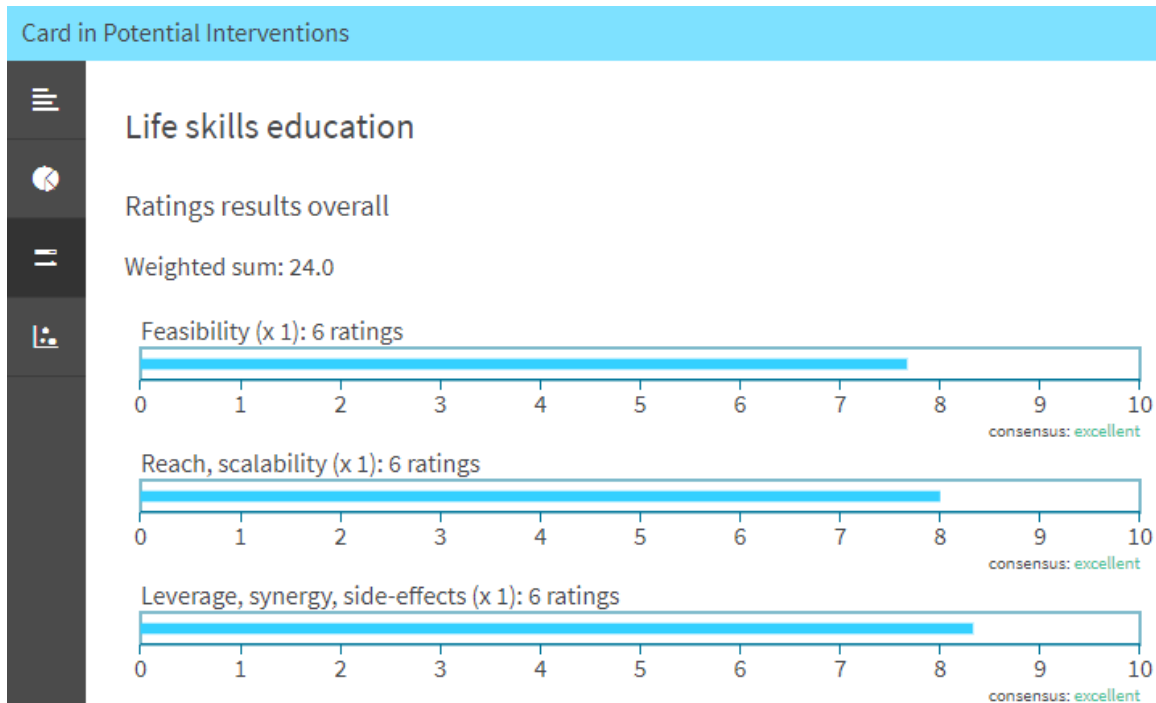 Card in Potential Interventions
Life skills education
Ratings results overall
Weighted sum: 24.0
Feasibility (x 1): 6 ratings
0 1 2 3 4 5 6 7 8 9 10
consensus: excellent
Reach, scalability (x 1): 6 ratings
0 1 2 3 4 5 6 7 8 9 10
consensus: excellent
Leverage, synergy, side-effects (x 1): 6 ratings
0 1 2 3 4 5 6 7 8 9 10
consensus: excellent